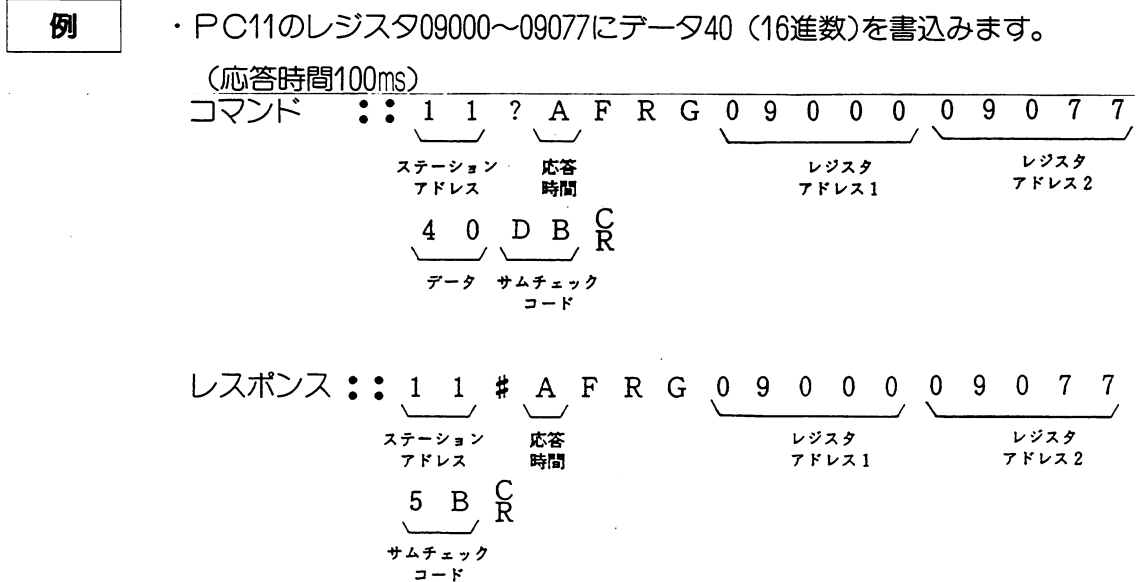 例
・PC11のレジスタ09000～09077にデータ40（16進数)を書込みます。
（応答時間100ms）
コマンド :: 1 1 ? A F R G 0 9 0 0 0 0 9 0 7 7
ステーション アドレス 応答 時間 レジスタ アドレス1 レジスタ アドレス2
4 0 D B CR
データ サムチェック コード
レスポンス :: 1 1 # A F R G 0 9 0 0 0 0 9 0 7 7
ステーション アドレス 応答 時間 レジスタ アドレス1 レジスタ アドレス2
5 B CR
サムチェック コード